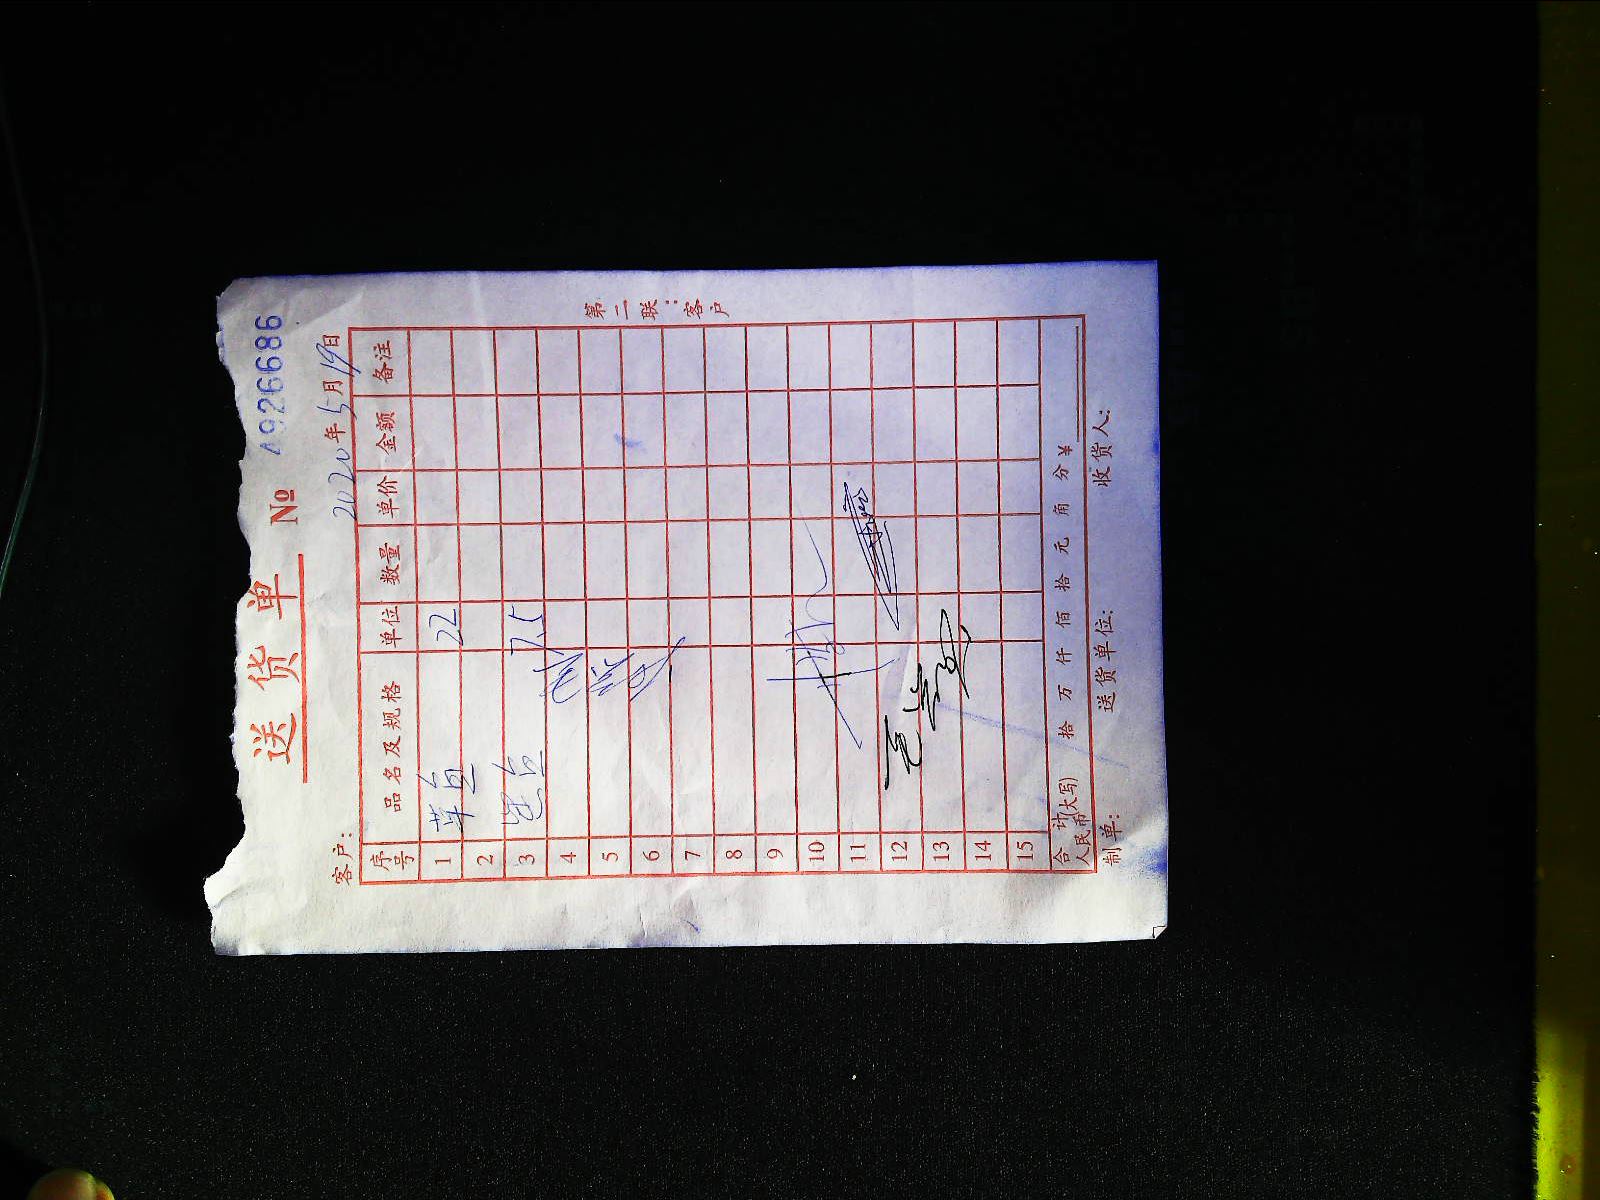 送货单 № 4926686
客户: 2020年5月19日
序号 品名及规格 单位 数量 单价 金额 备注
1 22
2
3 7.5
4
5
6
7
8
9
10
11
12
13
14
15
合计 人民币(大写) 拾 万 仟 佰 拾 元 角 分 ¥
制单: 送货单位: 收货人:
第二联:客户